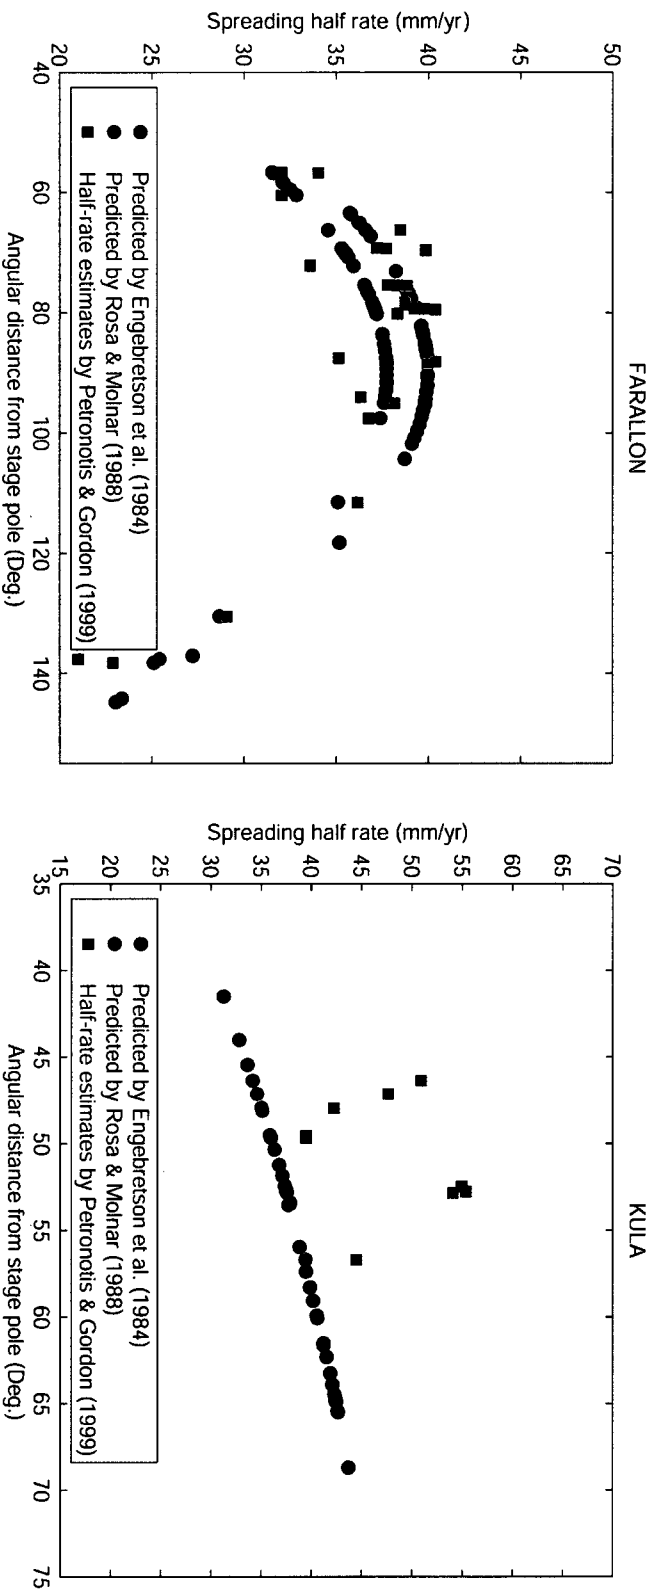 FARALLON
Spreading half rate (mm/yr)
50
45
40
35
30
25
20
40
60
80
100
120
140
Angular distance from stage pole (Deg.)
Predicted by Engebretson et al. (1984)
Predicted by Rosa & Molnar (1988)
Half-rate estimates by Petronotis & Gordon (1999)
KULA
Spreading half rate (mm/yr)
70
65
60
55
45
40
35
30
25
20
15
35
40
45
50
55
60
65
70
75
Angular distance from stage pole (Deg.)
Predicted by Engebretson et al. (1984)
Predicted by Rosa & Molnar (1988)
Half-rate estimates by Petronotis & Gordon (1999)